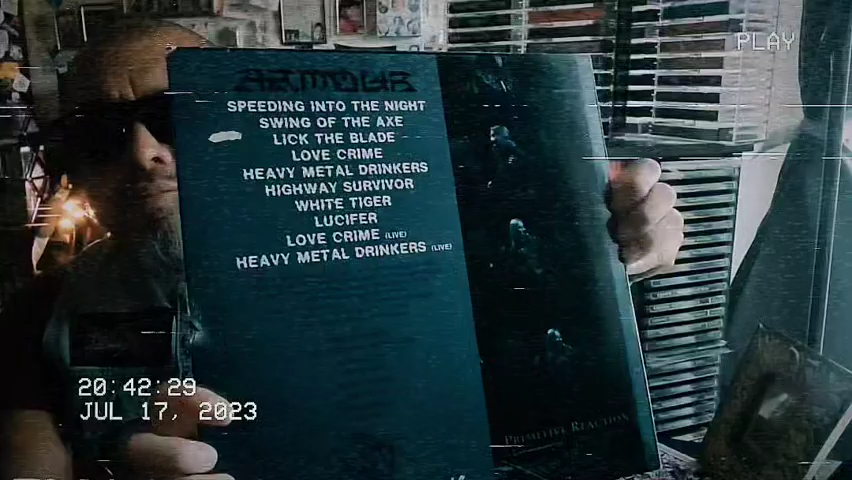 PLAY
ARMOUR
SPEEDING INTO THE NIGHT
SWING OF THE AXE
LICK THE BLADE
LOVE CRIME
HEAVY METAL DRINKERS
HIGHWAY SURVIVOR
WHITE TIGER
LUCIFER
LOVE CRIME (LIVE)
HEAVY METAL DRINKERS (LIVE)
20:42:29
JUL 17, 2023
PRIMITIVE REACTION